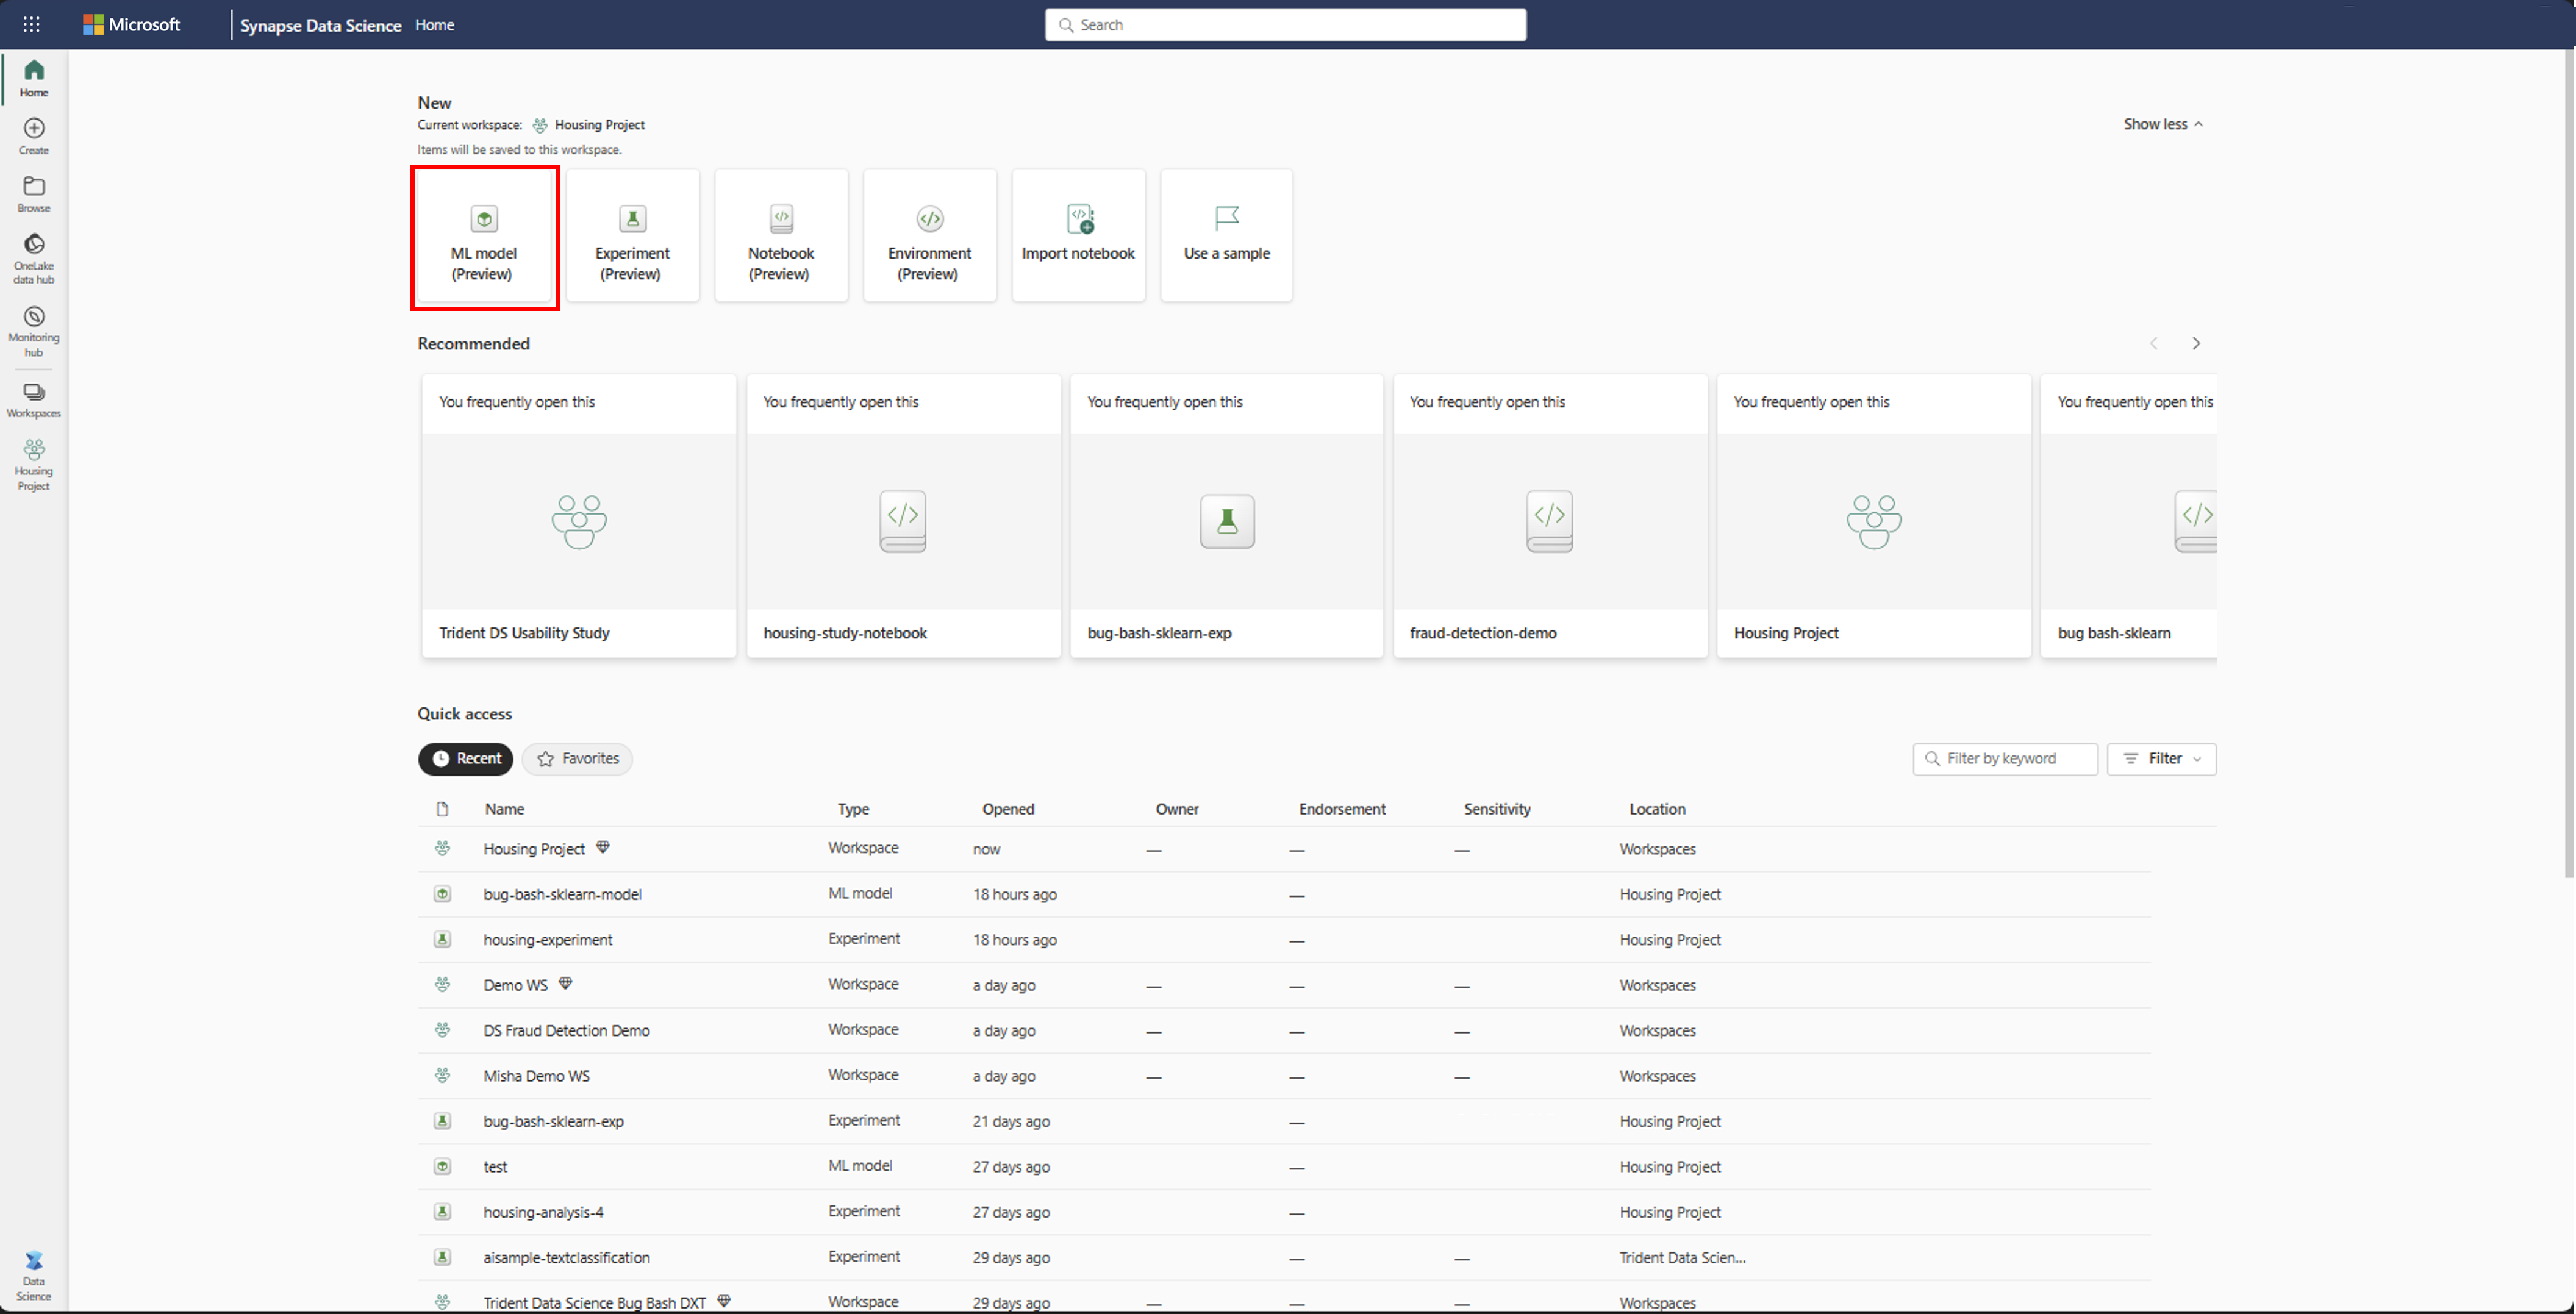 Microsoft
Synapse Data Science Home
Search
Home
Create
Browse
OneLake
data hub
Monitoring
hub
Workspaces
Housing
Project
Data
Science
New
Current workspace: Housing Project
Items will be saved to this workspace.
Show less
ML model
(Preview)
Experiment
(Preview)
Notebook
(Preview)
Environment
(Preview)
Import notebook
Use a sample
Recommended
You frequently open this
Trident DS Usability Study
You frequently open this
housing-study-notebook
You frequently open this
bug-bash-sklearn-exp
You frequently open this
fraud-detection-demo
You frequently open this
Housing Project
You frequently open this
bug bash-sklearn
Quick access
Recent Favorites
Filter by keyword Filter
Name Type Opened Owner Endorsement Sensitivity Location
Housing Project Workspace now — — — Workspaces
bug-bash-sklearn-model ML model 18 hours ago — Housing Project
housing-experiment Experiment 18 hours ago — Housing Project
Demo WS Workspace a day ago — — — Workspaces
DS Fraud Detection Demo Workspace a day ago — — — Workspaces
Misha Demo WS Workspace a day ago — — — Workspaces
bug-bash-sklearn-exp Experiment 21 days ago — Housing Project
test ML model 27 days ago — Housing Project
housing-analysis-4 Experiment 27 days ago — Housing Project
aisample-textclassification Experiment 29 days ago — — Trident Data Scien...
Trident Data Science Bug Bash DXT Workspace 29 days ago — — — Workspaces